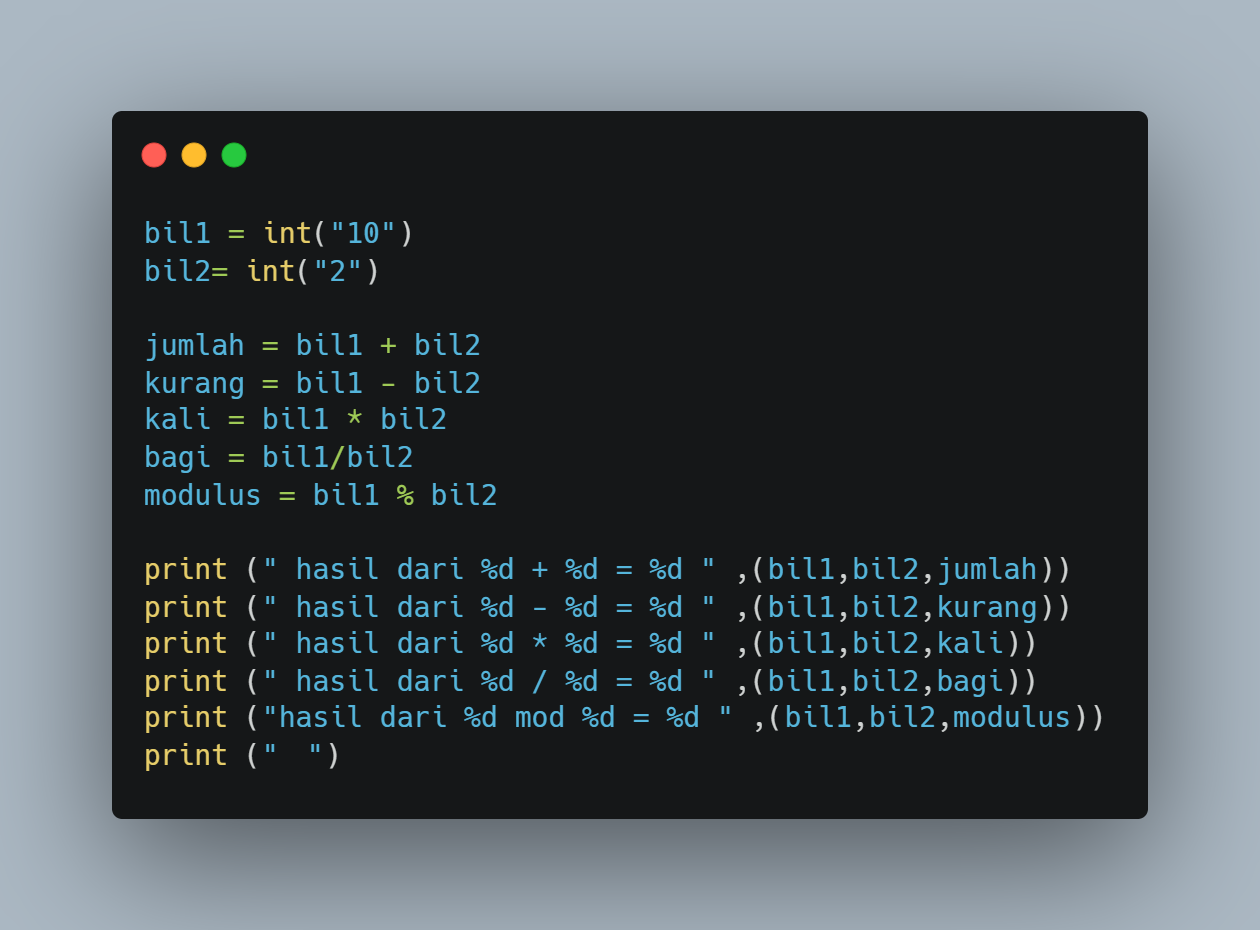 bil1 = int("10")
bil2= int("2")

jumlah = bil1 + bil2
kurang = bil1 - bil2
kali = bil1 * bil2
bagi = bil1/bil2
modulus = bil1 % bil2

print (" hasil dari %d + %d = %d " ,(bil1,bil2,jumlah))
print (" hasil dari %d - %d = %d " ,(bil1,bil2,kurang))
print (" hasil dari %d * %d = %d " ,(bil1,bil2,kali))
print (" hasil dari %d / %d = %d " ,(bil1,bil2,bagi))
print ("hasil dari %d mod %d = %d " ,(bil1,bil2,modulus))
print ("  ")